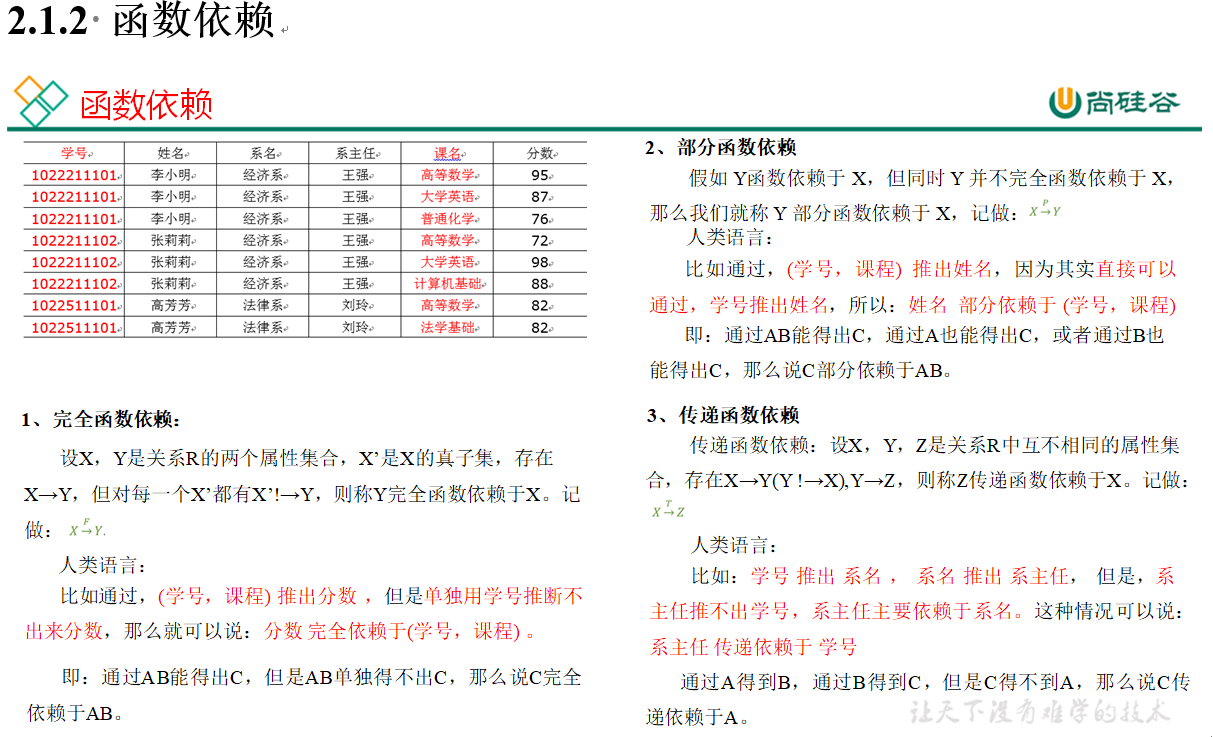 2.1.2 函数依赖
函数依赖
尚硅谷
学号 姓名 系名 系主任 课名 分数
1022211101 李小明 经济系 王强 高等数学 95
1022211101 李小明 经济系 王强 大学英语 87
1022211101 李小明 经济系 王强 普通化学 76
1022211102 张莉莉 经济系 王强 高等数学 72
1022211102 张莉莉 经济系 王强 大学英语 98
1022211102 张莉莉 经济系 王强 计算机基础 88
1022511101 高芳芳 法律系 刘玲 高等数学 82
1022511101 高芳芳 法律系 刘玲 法学基础 82
1、完全函数依赖：
设X，Y是关系R的两个属性集合，X’是X的真子集，存在
X→Y，但对每一个X’都有X’!→Y，则称Y完全函数依赖于X。记
做： X F→ Y.
人类语言：
比如通过，(学号，课程) 推出分数 ，但是单独用学号推断不
出来分数，那么就可以说：分数 完全依赖于(学号，课程) 。
即：通过AB能得出C，但是AB单独得不出C，那么说C完全
依赖于AB。
2、部分函数依赖
假如 Y函数依赖于 X，但同时 Y 并不完全函数依赖于 X，
那么我们就称 Y 部分函数依赖于 X，记做： X P→ Y
人类语言：
比如通过，(学号，课程) 推出姓名，因为其实直接可以
通过，学号推出姓名，所以：姓名 部分依赖于 (学号，课程)
即：通过AB能得出C，通过A也能得出C，或者通过B也
能得出C，那么说C部分依赖于AB。
3、传递函数依赖
传递函数依赖：设X，Y，Z是关系R中互不相同的属性集
合，存在X→Y(Y !→X),Y→Z，则称Z传递函数依赖于X。记做：
X T→ Z
人类语言：
比如：学号 推出 系名 ， 系名 推出 系主任， 但是，系
主任推不出学号，系主任主要依赖于系名。这种情况可以说：
系主任 传递依赖于 学号
通过A得到B，通过B得到C，但是C得不到A，那么说C传
递依赖于A。
让天下没有难学的技术